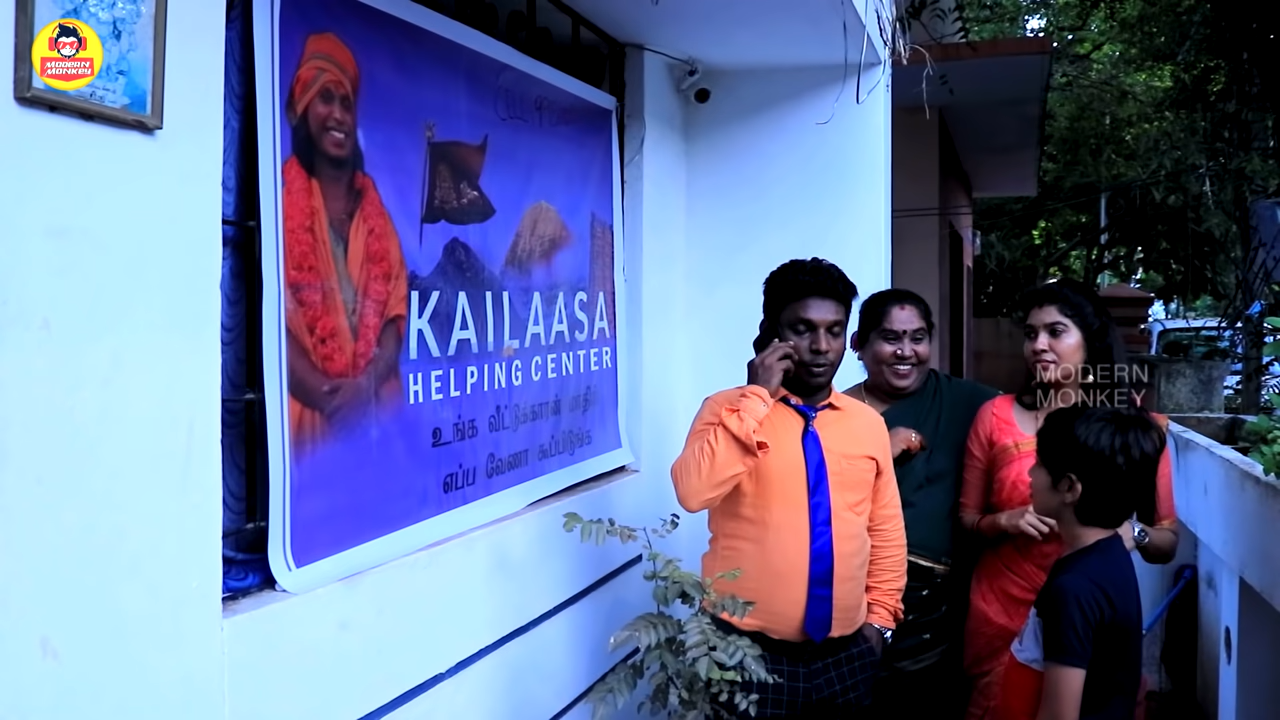 MODERN
MONKEY
KAILAASA
HELPING CENTER
உங்க வீட்டுக்காரன் மாதிரி
எப்ப வேணா கூப்பிடுங்க
MODERN
MONKEY